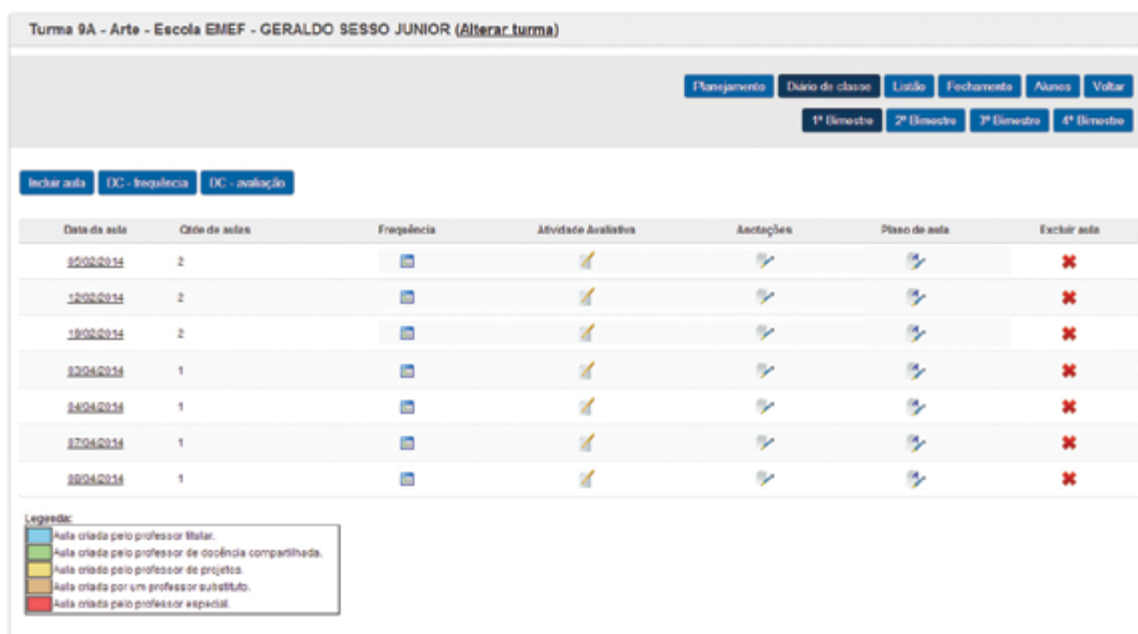 Turma 9A - Arte - Escola EMEF - GERALDO SESSO JUNIOR (Alterar turma)
Planejamento Diário de classe Listão Fechamento Alunos Voltar
1º Bimestre 2º Bimestre 3º Bimestre 4º Bimestre
Incluir aula DC - frequência DC - avaliação
Data da aula Qtde de aulas Frequência Atividade Avaliativa Anotações Plano de aula Excluir aula
05/02/2014 2
12/02/2014 2
19/02/2014 2
03/04/2014 1
04/04/2014 1
07/04/2014 1
1
Legenda:
Aula criada pelo professor titular.
Aula criada pelo professor de docência compartilhada.
Aula criada pelo professor de projetos.
Aula criada por um professor substituto.
Aula criada pelo professor especial.